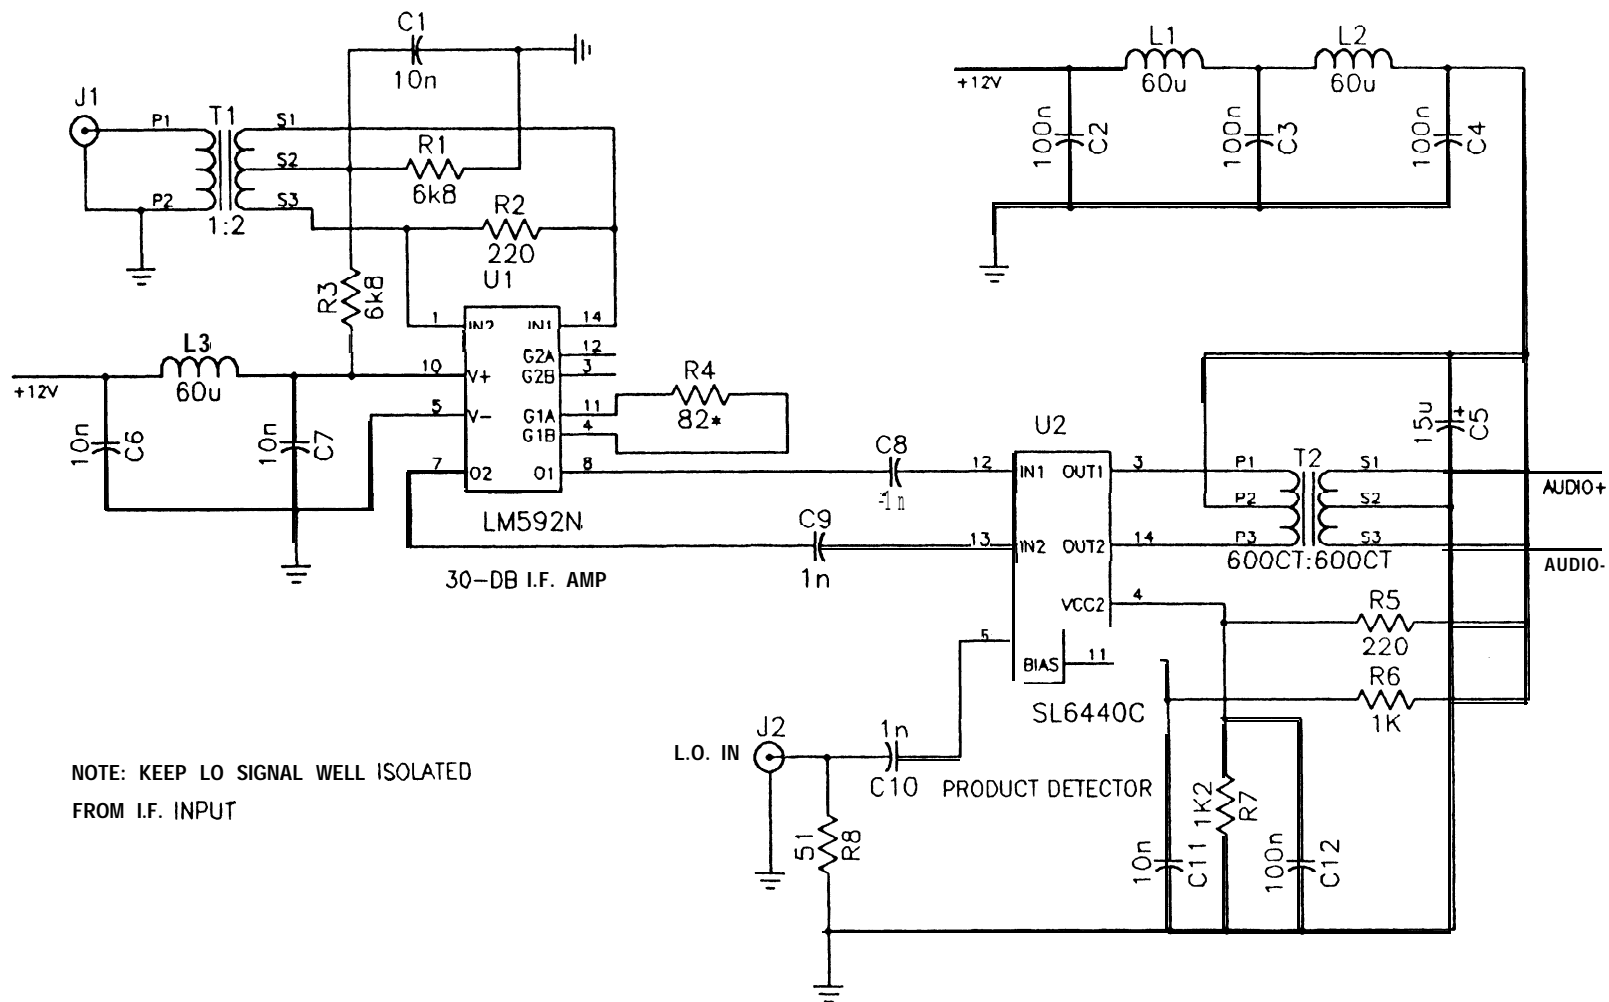 C1
10n
J1
P1
T1
S1
S2
R1
6k8
P2
S3
1:2
R2
220
U1
R3
6k8
1
IN2
IN1
14
G2A
12
G2B
3
L3
60u
+12V
10
V+
5
V-
G1A
11
G1B
4
R4
82*
10n
C6
10n
C7
7
O2
O1
8
LM592N
30-DB I.F. AMP
C8
1n
C9
1n
L1
60u
L2
60u
+12V
100n
C2
100n
C3
100n
C4
15u
+
C5
U2
12
IN1
OUT1
3
13
IN2
OUT2
14
VCC2
4
5
BIAS
11
SL6440C
P1
T2
S1
P2
S2
P3
S3
600CT:600CT
AUDIO+
AUDIO-
R5
220
R6
1K
J2
L.O. IN
1n
C10
PRODUCT DETECTOR
51
R8
10n
C11
1K2
R7
100n
C12
NOTE: KEEP LO SIGNAL WELL ISOLATED
FROM I.F. INPUT